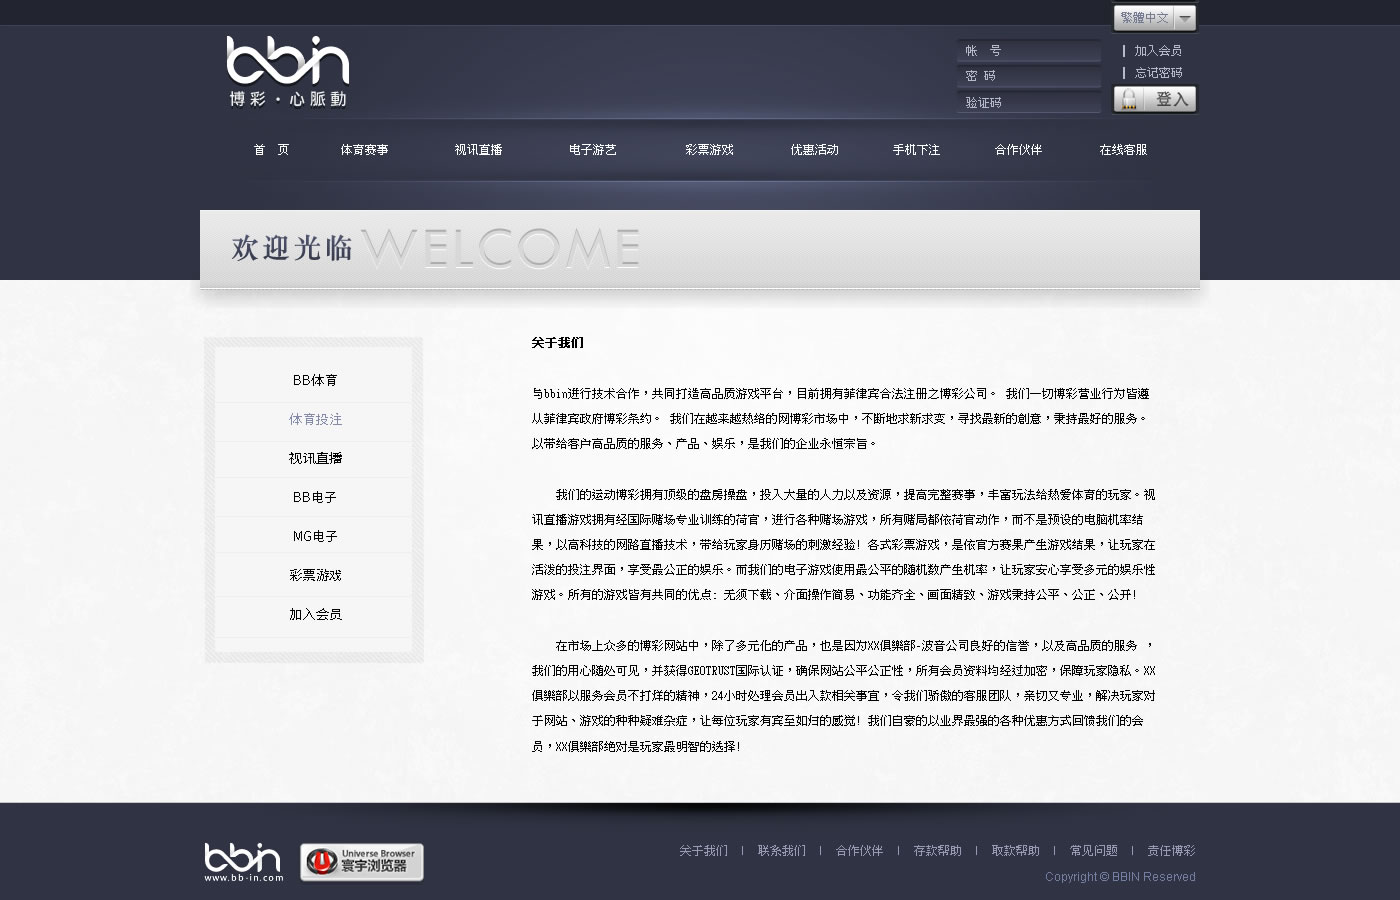 繁體中文
bbin
博彩·心脈動
帐 号
加入会员
密 码
忘记密码
验证码
登入
首 页 体育赛事 视讯直播 电子游艺 彩票游戏 优惠活动 手机下注 合作伙伴 在线客服
欢迎光临 WELCOME
BB体育
体育投注
视讯直播
BB电子
MG电子
彩票游戏
加入会员
关于我们
与bbin进行技术合作，共同打造高品质游戏平台，目前拥有菲律宾合法注册之博彩公司。 我们一切博彩营业行为皆遵
从菲律宾政府博彩条约。 我们在越来越热络的网博彩市场中，不断地求新求变，寻找最新的創意，秉持最好的服务。
以带给客户高品质的服务、产品、娱乐，是我们的企业永恒宗旨。
我们的运动博彩拥有顶级的盘房操盘，投入大量的人力以及资源，提高完整赛事，丰富玩法给热爱体育的玩家。视
讯直播游戏拥有经国际赌场专业训练的荷官，进行各种赌场游戏，所有赌局都依荷官动作，而不是预设的电脑机率结
果，以高科技的网路直播技术，带给玩家身历赌场的刺激经验! 各式彩票游戏，是依官方赛果产生游戏结果，让玩家在
活泼的投注界面，享受最公正的娱乐。而我们的电子游戏使用最公平的随机数产生机率，让玩家安心享受多元的娱乐性
游戏。所有的游戏皆有共同的优点: 无须下载、介面操作简易、功能齐全、画面精致、游戏秉持公平、公正、公开!
在市场上众多的博彩网站中，除了多元化的产品，也是因为XX俱樂部-波音公司良好的信誉，以及高品质的服务 ，
我们的用心随处可见，并获得GEOTRUST国际认证，确保网站公平公正性，所有会员资料均经过加密，保障玩家隐私。XX
俱樂部以服务会员不打烊的精神，24小时处理会员出入款相关事宜，令我们骄傲的客服团队，亲切又专业，解决玩家对
于网站、游戏的种种疑难杂症，让每位玩家有宾至如归的感觉! 我们自豪的以业界最强的各种优惠方式回馈我们的会
员，XX俱樂部绝对是玩家最明智的选择!
bbin
www.bb-in.com
Universe Browser
寰宇浏览器
关于我们 | 联系我们 | 合作伙伴 | 存款帮助 | 取款帮助 | 常见问题 | 责任博彩
Copyright © BBIN Reserved